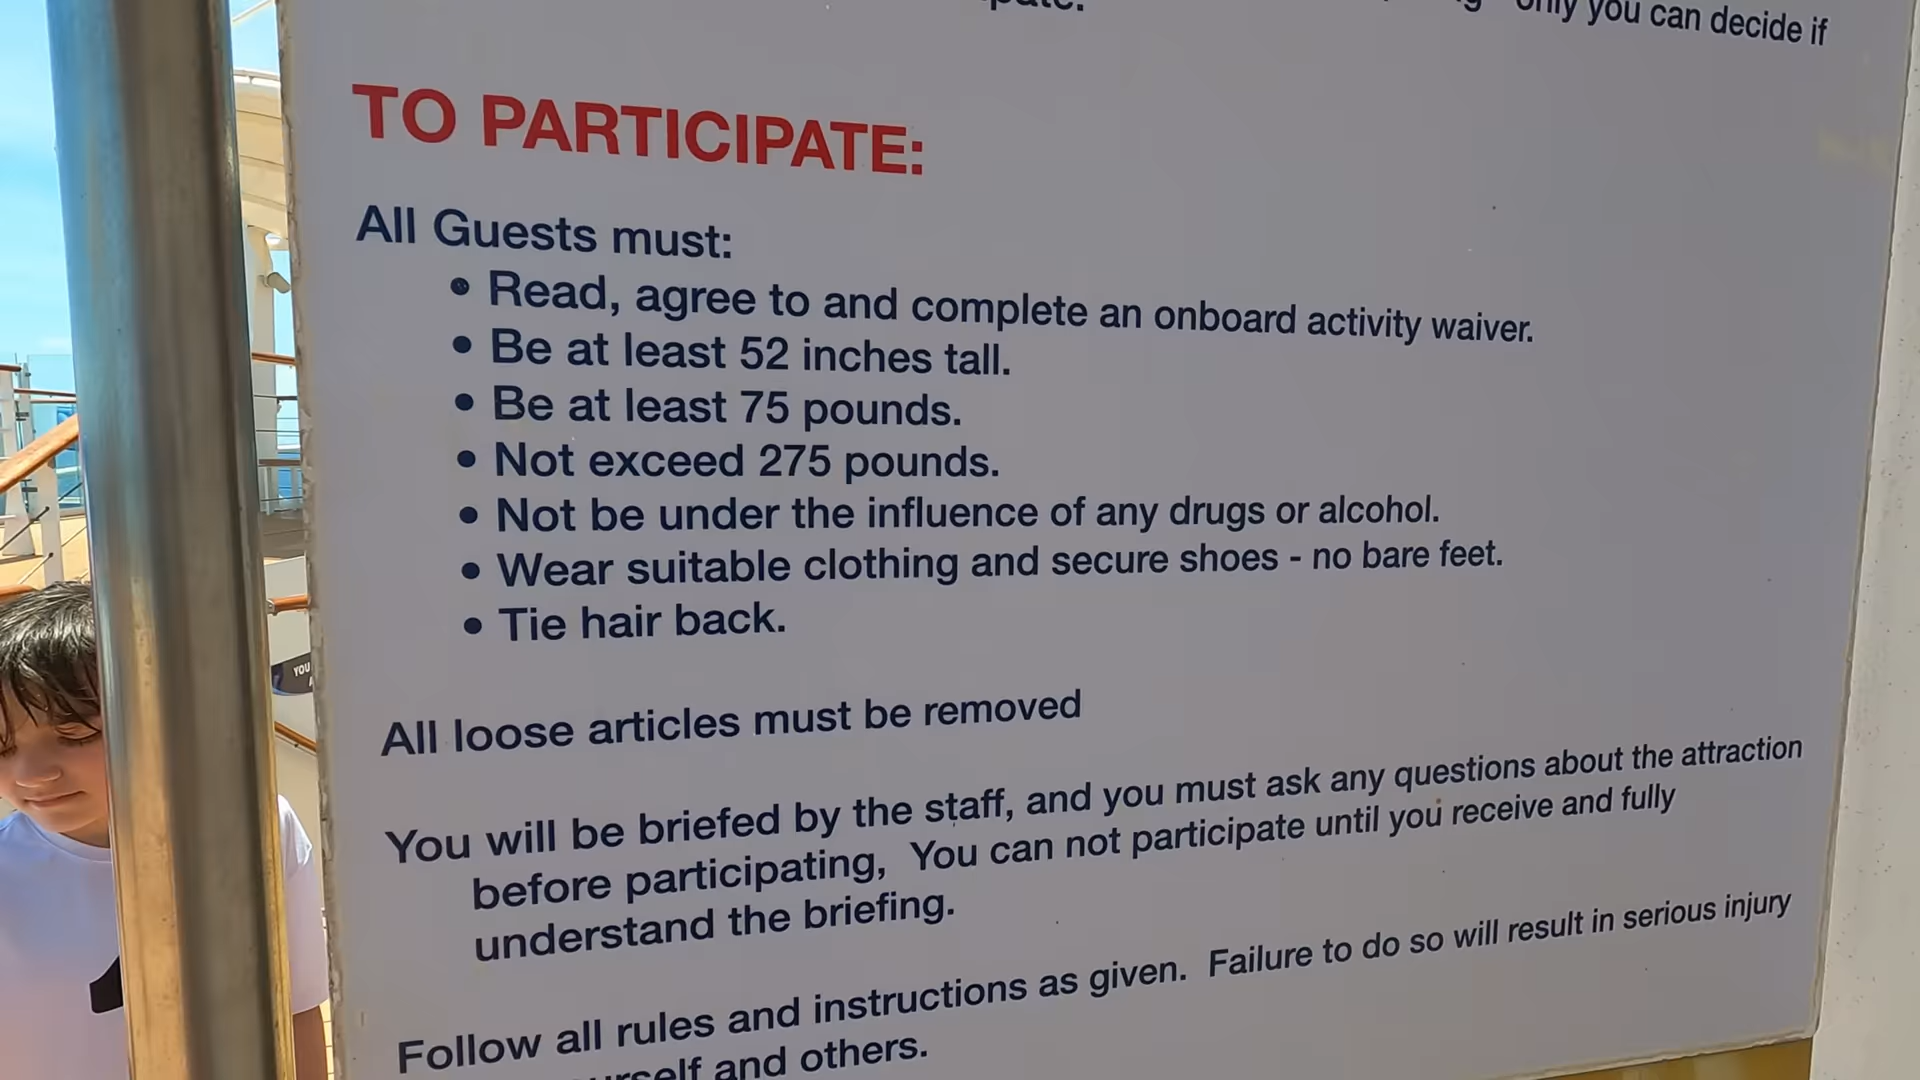 only you can decide if
TO PARTICIPATE:
All Guests must:
• Read, agree to and complete an onboard activity waiver.
• Be at least 52 inches tall.
• Be at least 75 pounds.
• Not exceed 275 pounds.
• Not be under the influence of any drugs or alcohol.
• Wear suitable clothing and secure shoes - no bare feet.
• Tie hair back.
YOU
All loose articles must be removed
You will be briefed by the staff, and you must ask any questions about the attraction
before participating, You can not participate until you receive and fully
understand the briefing.
Follow all rules and instructions as given. Failure to do so will result in serious injury
and others.